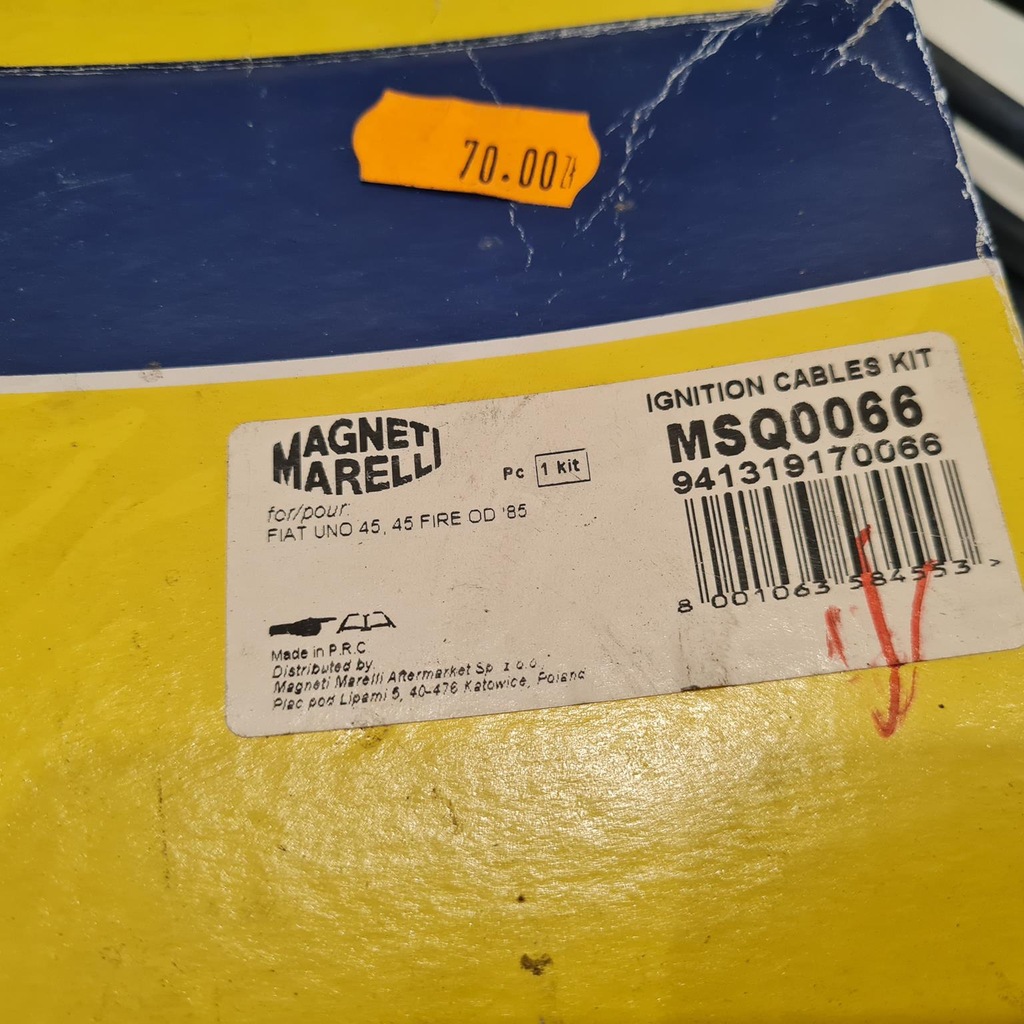 70.00zł
IGNITION CABLES KIT
MSQ0066
941319170066
MAGNETI
MARELLI
Pc 1 kit
for/pour:
FIAT UNO 45, 45 FIRE OD '85
8 001063 584553 >
Made in P.R.C
Distributed by.
Magneti Marelli Aftermarket Sp. z o.o.
Plac pod Lipami 5, 40-476 Katowice, Poland